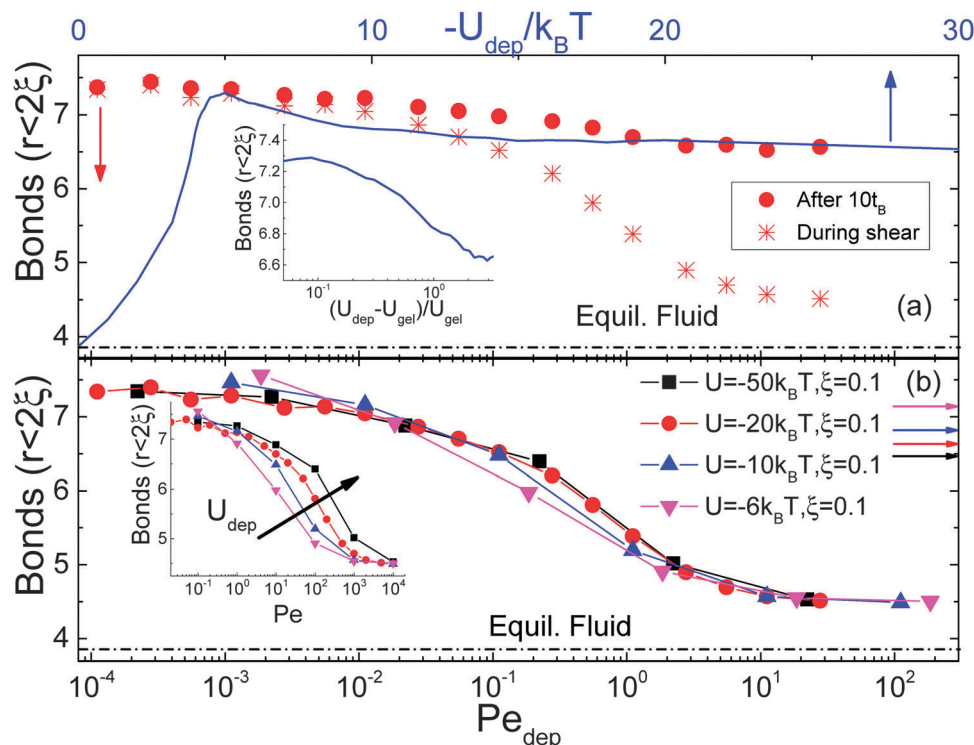 -U_dep/k_BT
0 10 20 30
Bonds (r<2ξ)
7
6
5
4
After 10t_B
During shear
Equil. Fluid
(a)
Bonds (r<2ξ)
7.4
7.2
7.0
6.8
6.6
10^-1 10^0
(U_dep-U_gel)/U_gel
Bonds (r<2ξ)
7
6
5
4
(b)
U=-50k_BT,ξ=0.1
U=-20k_BT,ξ=0.1
U=-10k_BT,ξ=0.1
U=-6k_BT,ξ=0.1
Bonds (r<2ξ)
7
6
5
U_dep
10^-1 10^0 10^1 10^2 10^3 10^4
Pe
Equil. Fluid
10^-4 10^-3 10^-2 10^-1 10^0 10^1 10^2
Pe_dep